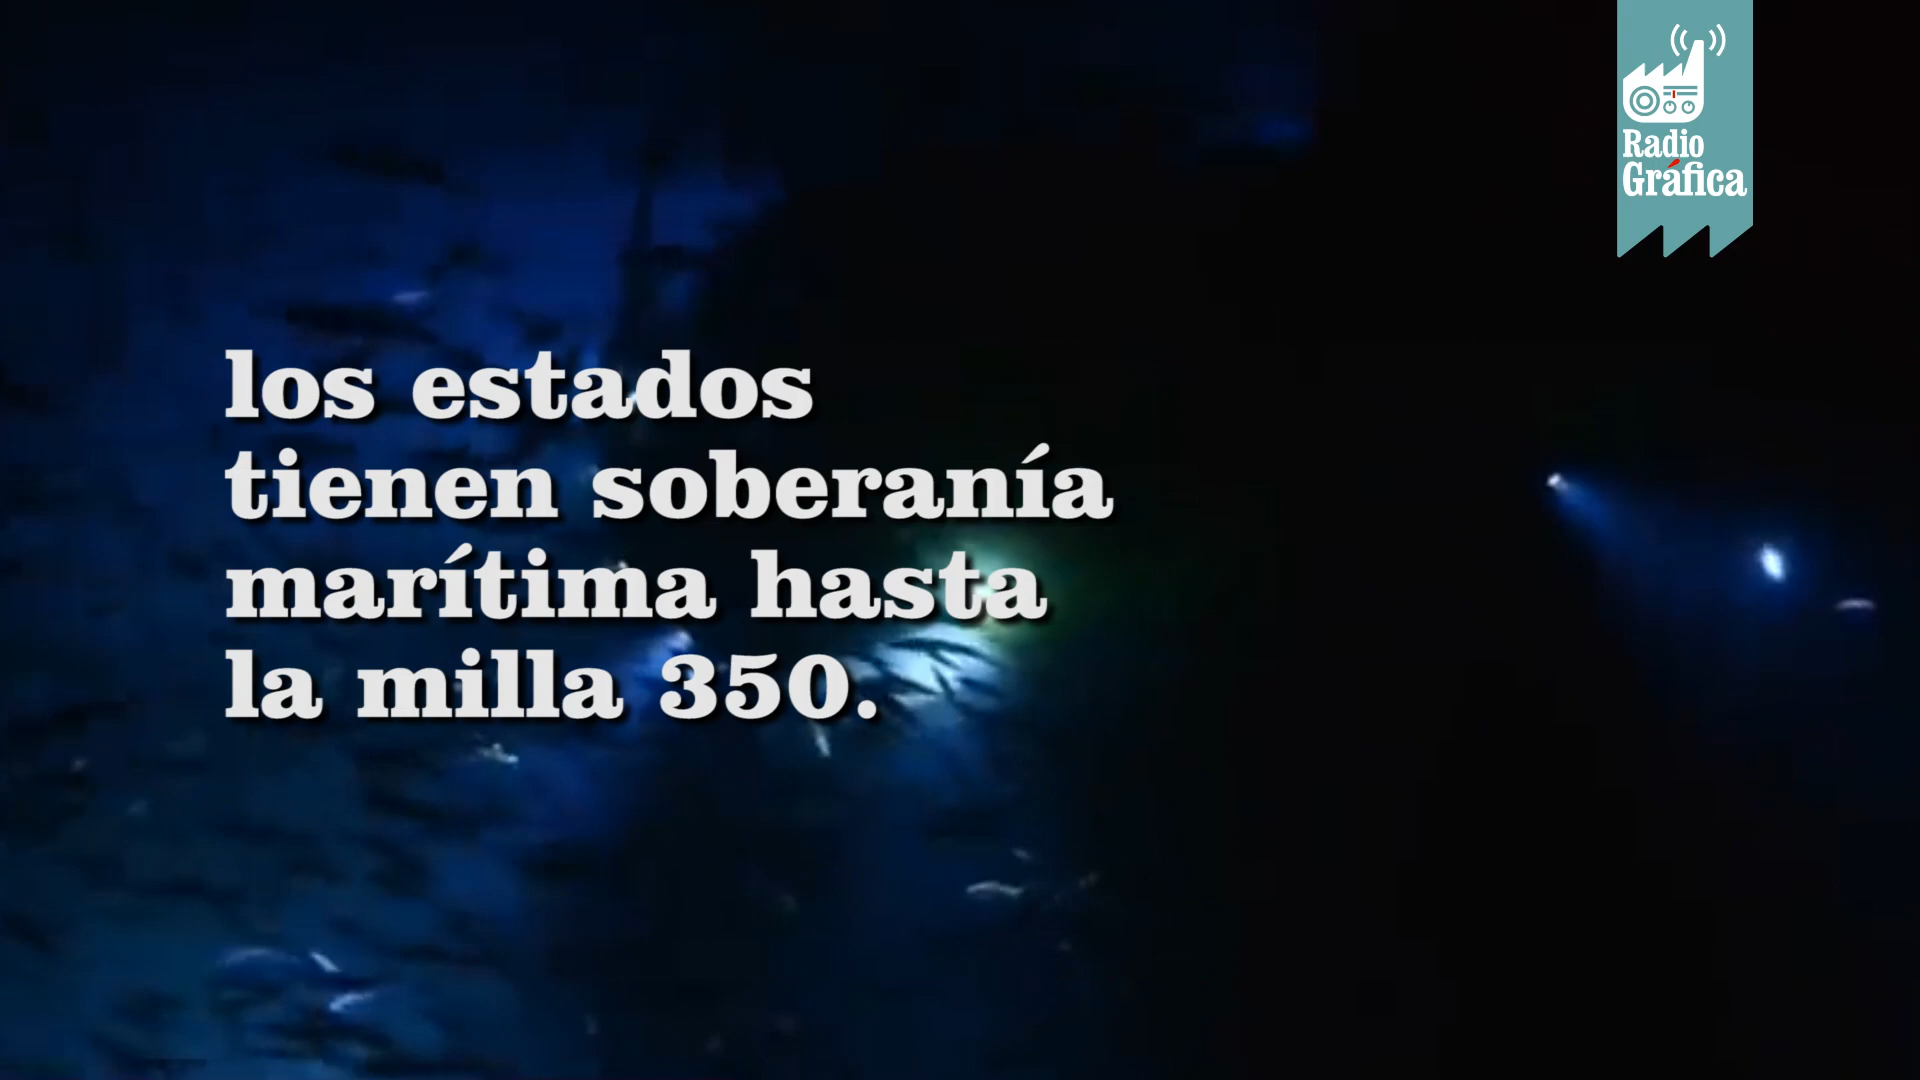 Radio
Gráfica
los estados
tienen soberanía
marítima hasta
la milla 350.